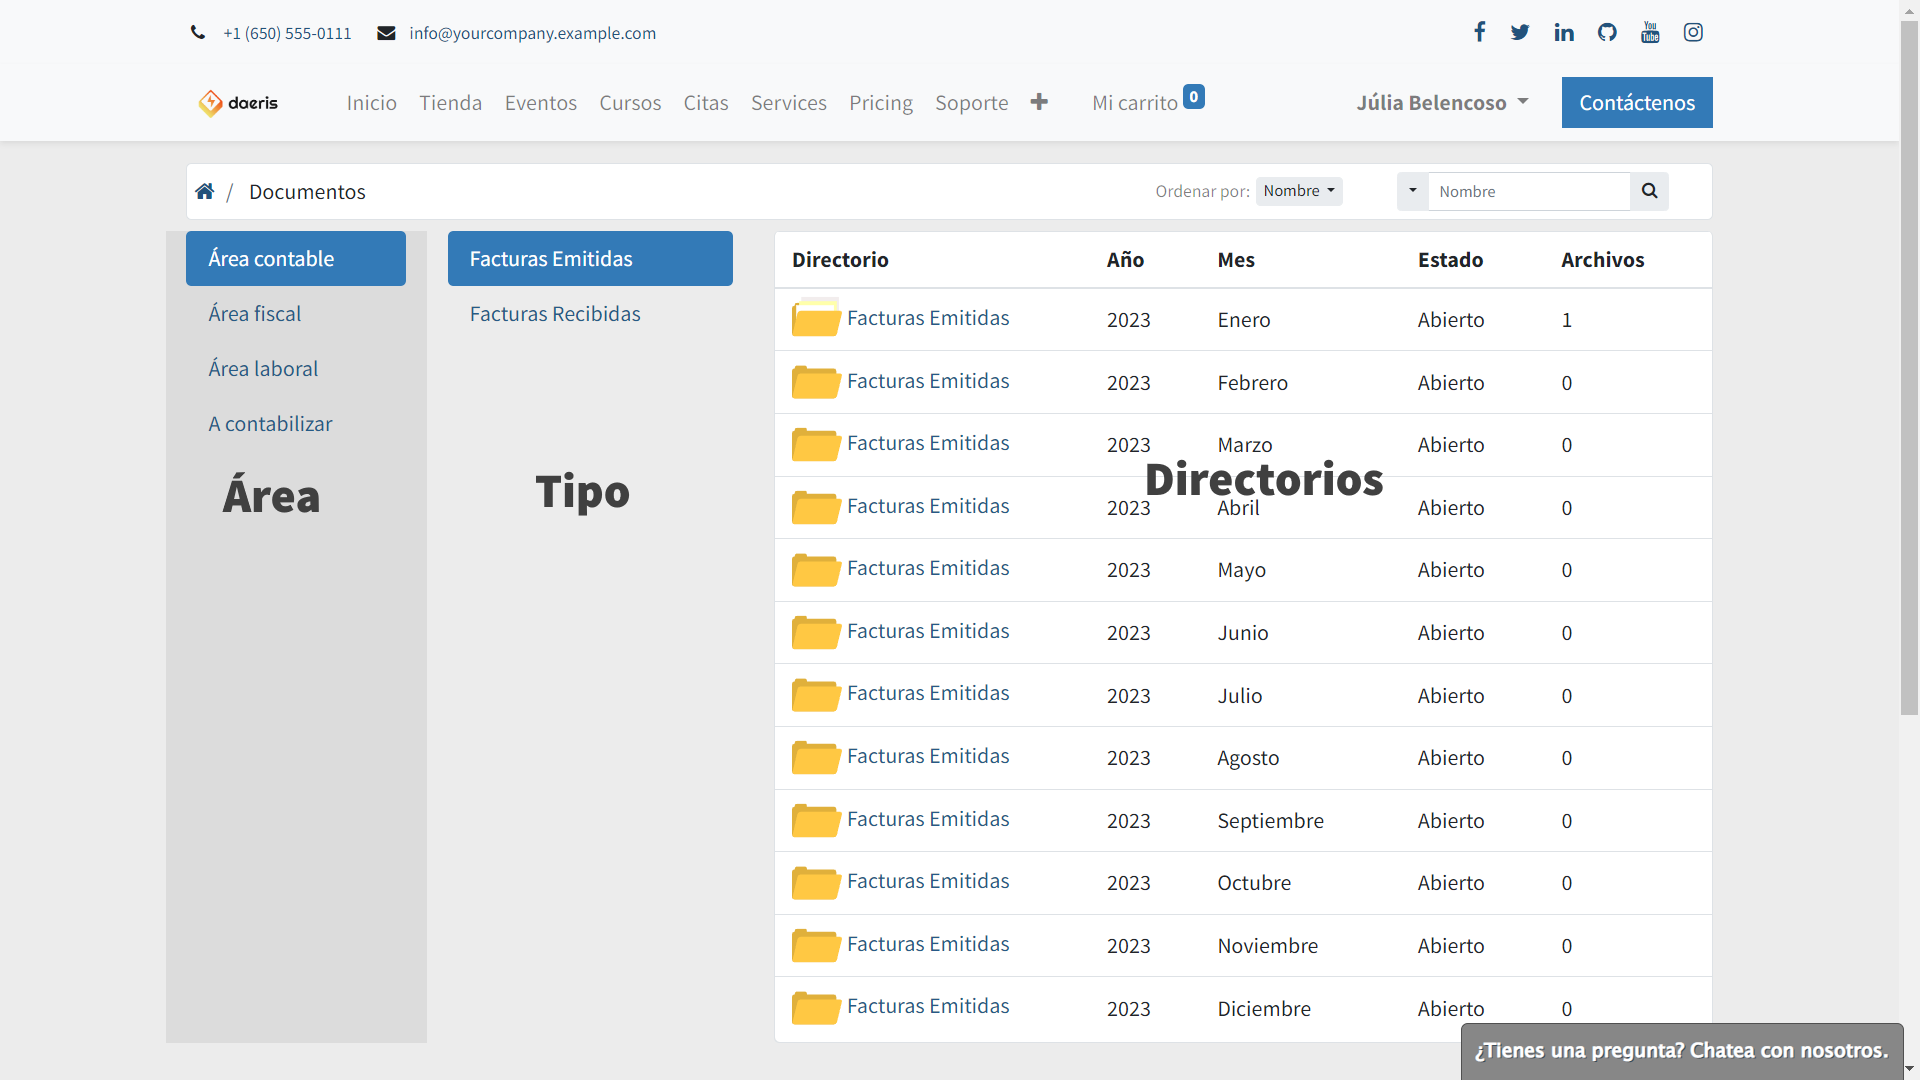 +1 (650) 555-0111 info@yourcompany.example.com You Tube
daeris Inicio Tienda Eventos Cursos Citas Services Pricing Soporte Mi carrito 0 Júlia Belencoso Contáctenos
/ Documentos Ordenar por: Nombre Nombre
Área contable Facturas Emitidas Directorio Año Mes Estado Archivos
Área fiscal Facturas Recibidas Facturas Emitidas 2023 Enero Abierto 1
Área laboral Facturas Emitidas 2023 Febrero Abierto 0
A contabilizar Facturas Emitidas 2023 Marzo Abierto 0
Área Tipo Directorios
Facturas Emitidas 2023 Abril Abierto 0
Facturas Emitidas 2023 Mayo Abierto 0
Facturas Emitidas 2023 Junio Abierto 0
Facturas Emitidas 2023 Julio Abierto 0
Facturas Emitidas 2023 Agosto Abierto 0
Facturas Emitidas 2023 Septiembre Abierto 0
Facturas Emitidas 2023 Octubre Abierto 0
Facturas Emitidas 2023 Noviembre Abierto 0
Facturas Emitidas 2023 Diciembre Abierto 0
¿Tienes una pregunta? Chatea con nosotros.